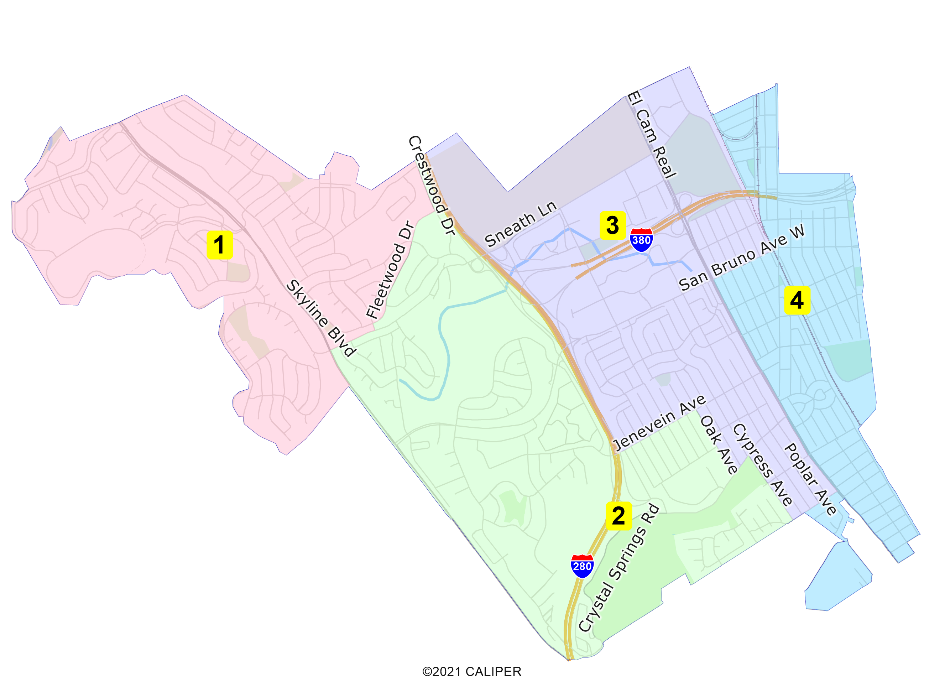 El Cam Real
Crestwood Dr
Sneath Ln
3
380
1
Fleetwood Dr
San Bruno Ave W
4
Skyline Blvd
Jenevein Ave
Oak Ave
Cypress Ave
Poplar Ave
2
280
Crystal Springs Rd
©2021 CALIPER